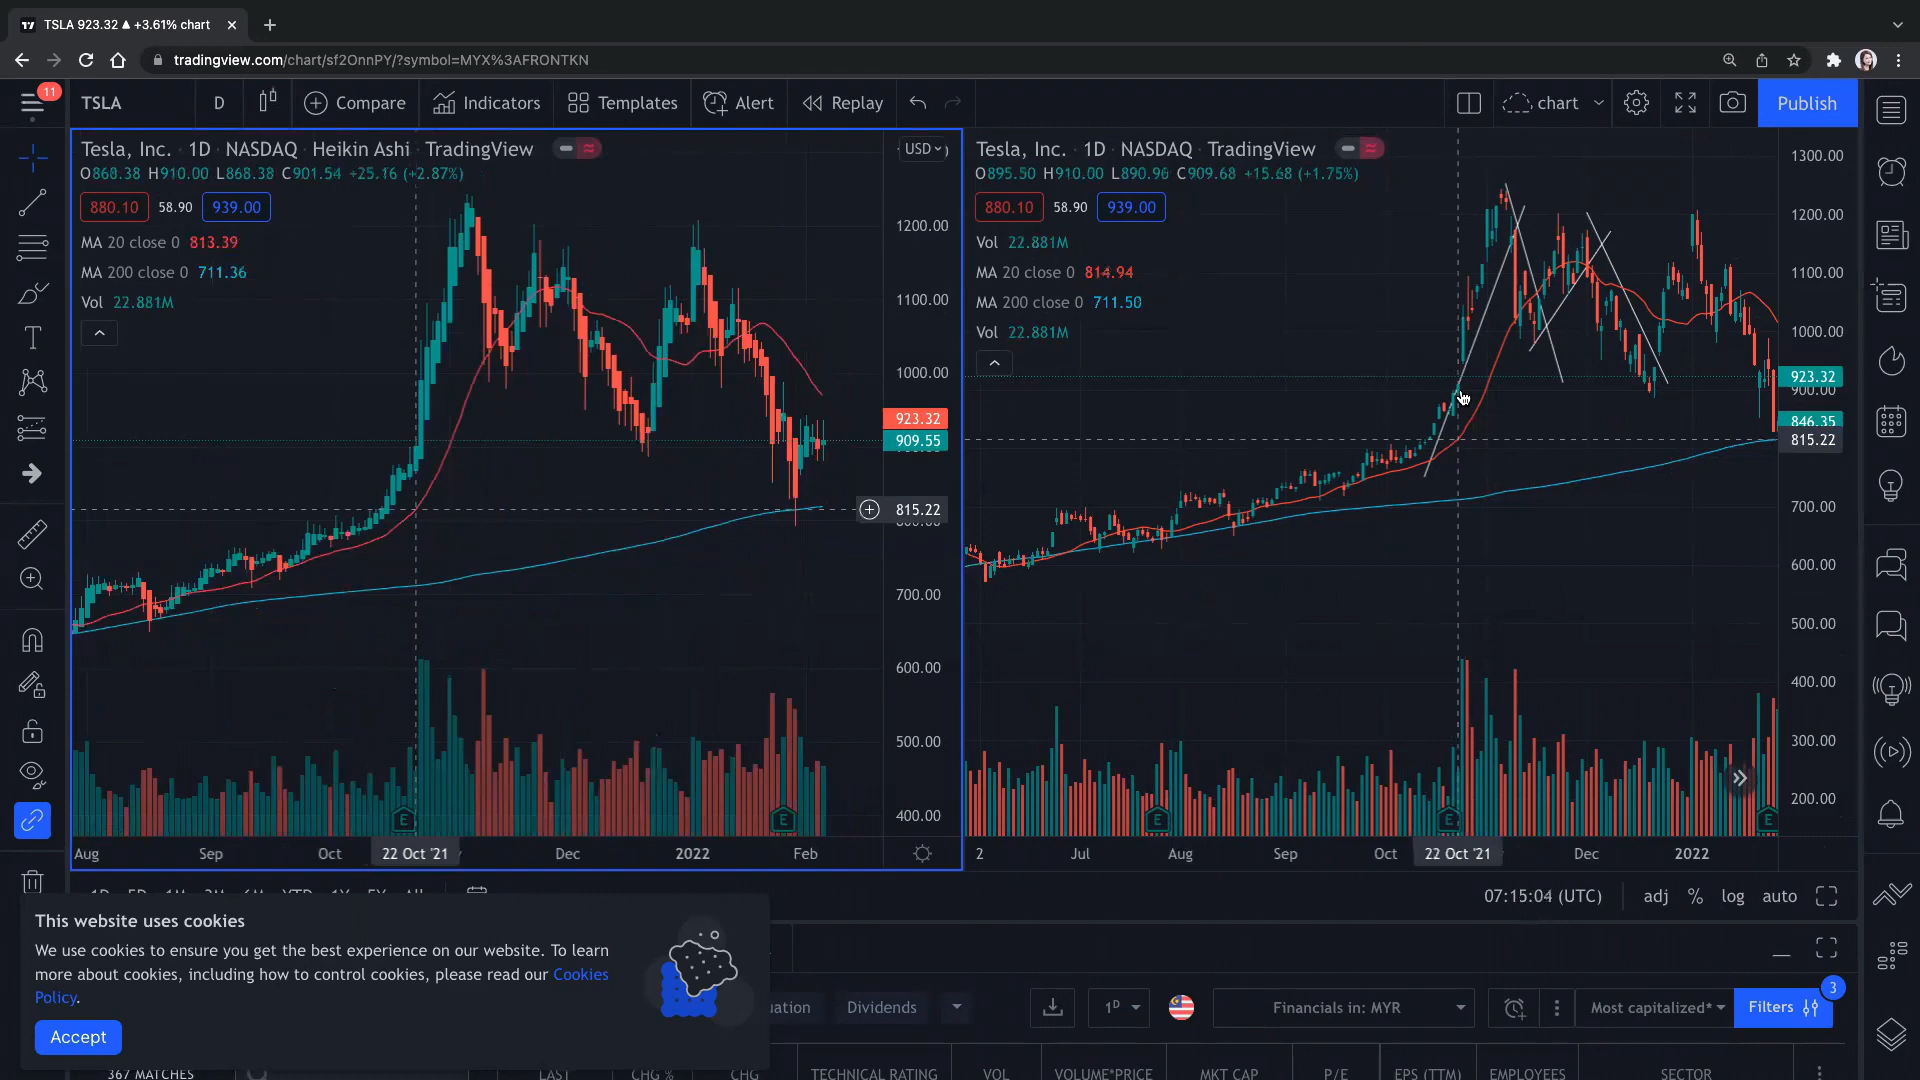 TSLA 923.32 ▲ +3.61% chart
tradingview.com/chart/sf2OnnPY/?symbol=MYX%3AFRONTKN
11
TSLA D Compare Indicators Templates Alert Replay chart Publish
Tesla, Inc. 1D NASDAQ Heikin Ashi TradingView
USD
O868.38 H910.00 L868.38 C901.54 +25.16 (+2.87%)
880.10 58.90 939.00
MA 20 close 0 813.39
MA 200 close 0 711.36
Vol 22.881M
1200.00
1100.00
1000.00
923.32
909.55
815.22
700.00
600.00
500.00
400.00
E E
Aug Sep Oct 22 Oct '21 Dec 2022 Feb
Tesla, Inc. 1D NASDAQ TradingView
O895.50 H910.00 L890.96 C909.68 +15.68 (+1.75%)
880.10 58.90 939.00
Vol 22.881M
MA 20 close 0 814.94
MA 200 close 0 711.50
Vol 22.881M
1300.00
1200.00
1100.00
1000.00
923.32
900.00
846.35
815.22
700.00
600.00
500.00
400.00
300.00
200.00
E E E
2 Jul Aug Sep Oct 22 Oct '21 Dec 2022
07:15:04 (UTC) adj % log auto
This website uses cookies
We use cookies to ensure you get the best experience on our website. To learn
more about cookies, including how to control cookies, please read our Cookies
Policy.
Accept
uation Dividends 1D Financials in: MYR Most capitalized* Filters 3
367 MATCHES LAST CHG % CHG TECHNICAL RATING VOL VOLUME*PRICE MKT CAP P/E EPS (TTM) EMPLOYEES SECTOR